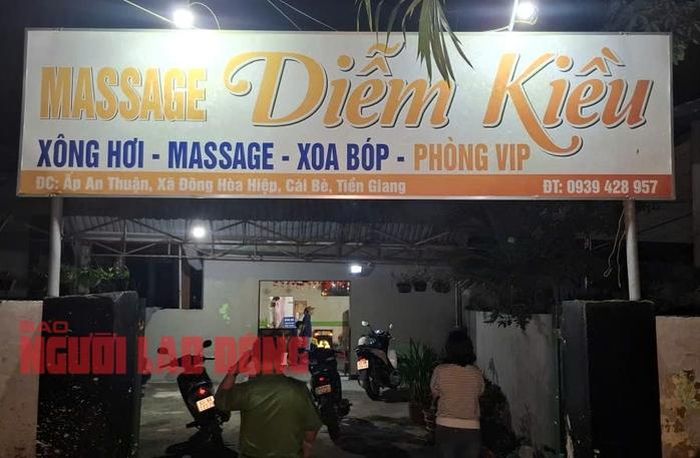 MASSAGE Diễm Kiều
XÔNG HƠI - MASSAGE - XOA BÓP - PHÒNG VIP
ĐC: Ấp An Thuận, Xã Đông Hòa Hiệp, Cái Bè, Tiền Giang ĐT: 0939 428 957
BÁO
NGƯỜI LAO ĐỘNG